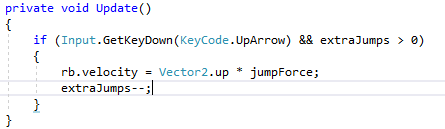 private void Update()
{
if (Input.GetKeyDown(KeyCode.UpArrow) && extraJumps > 0)
{
rb.velocity = Vector2.up * jumpForce;
extraJumps--;
}
}